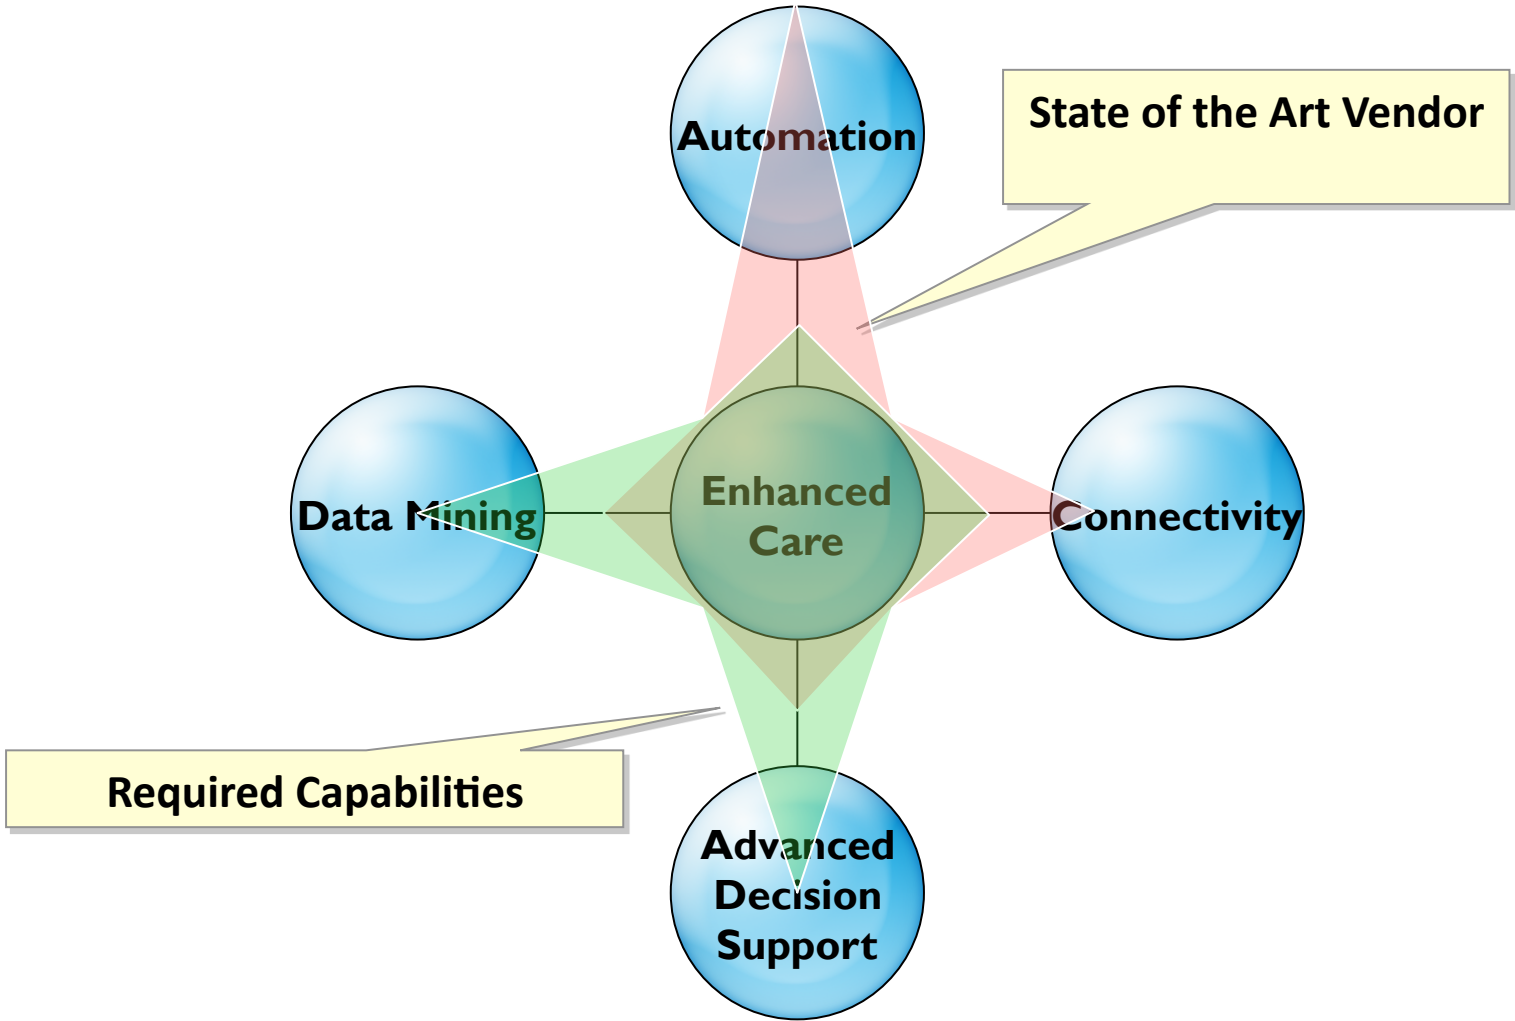 Automation
State of the Art Vendor
Data Mining
Enhanced
Care
Connectivity
Required Capabilities
Advanced
Decision
Support